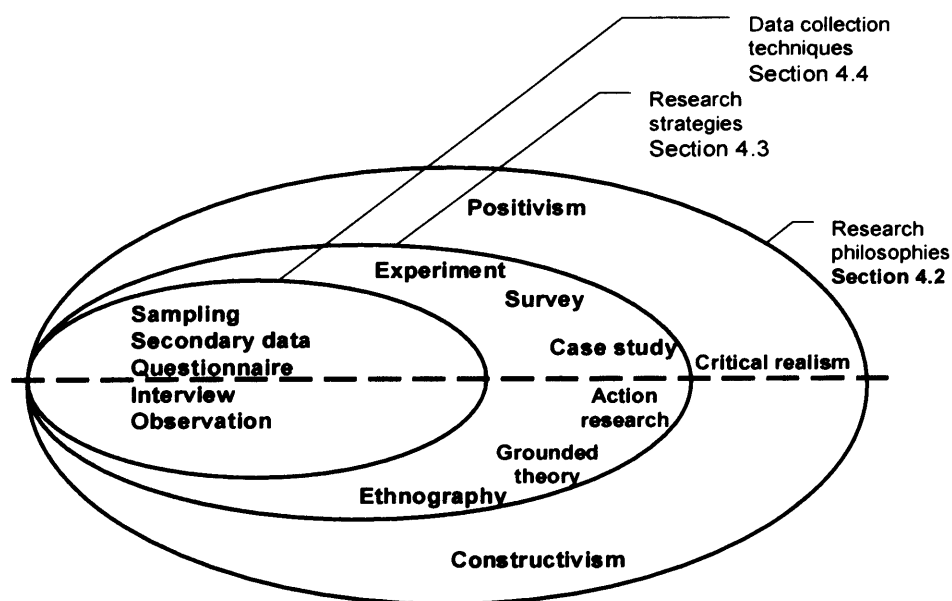 Data collection
techniques
Section 4.4
Research
strategies
Section 4.3
Positivism
Research
philosophies
Section 4.2
Experiment
Survey
Sampling
Secondary data
Questionnaire
Interview
Observation
Case study
Critical realism
Action
research
Grounded
theory
Ethnography
Constructivism